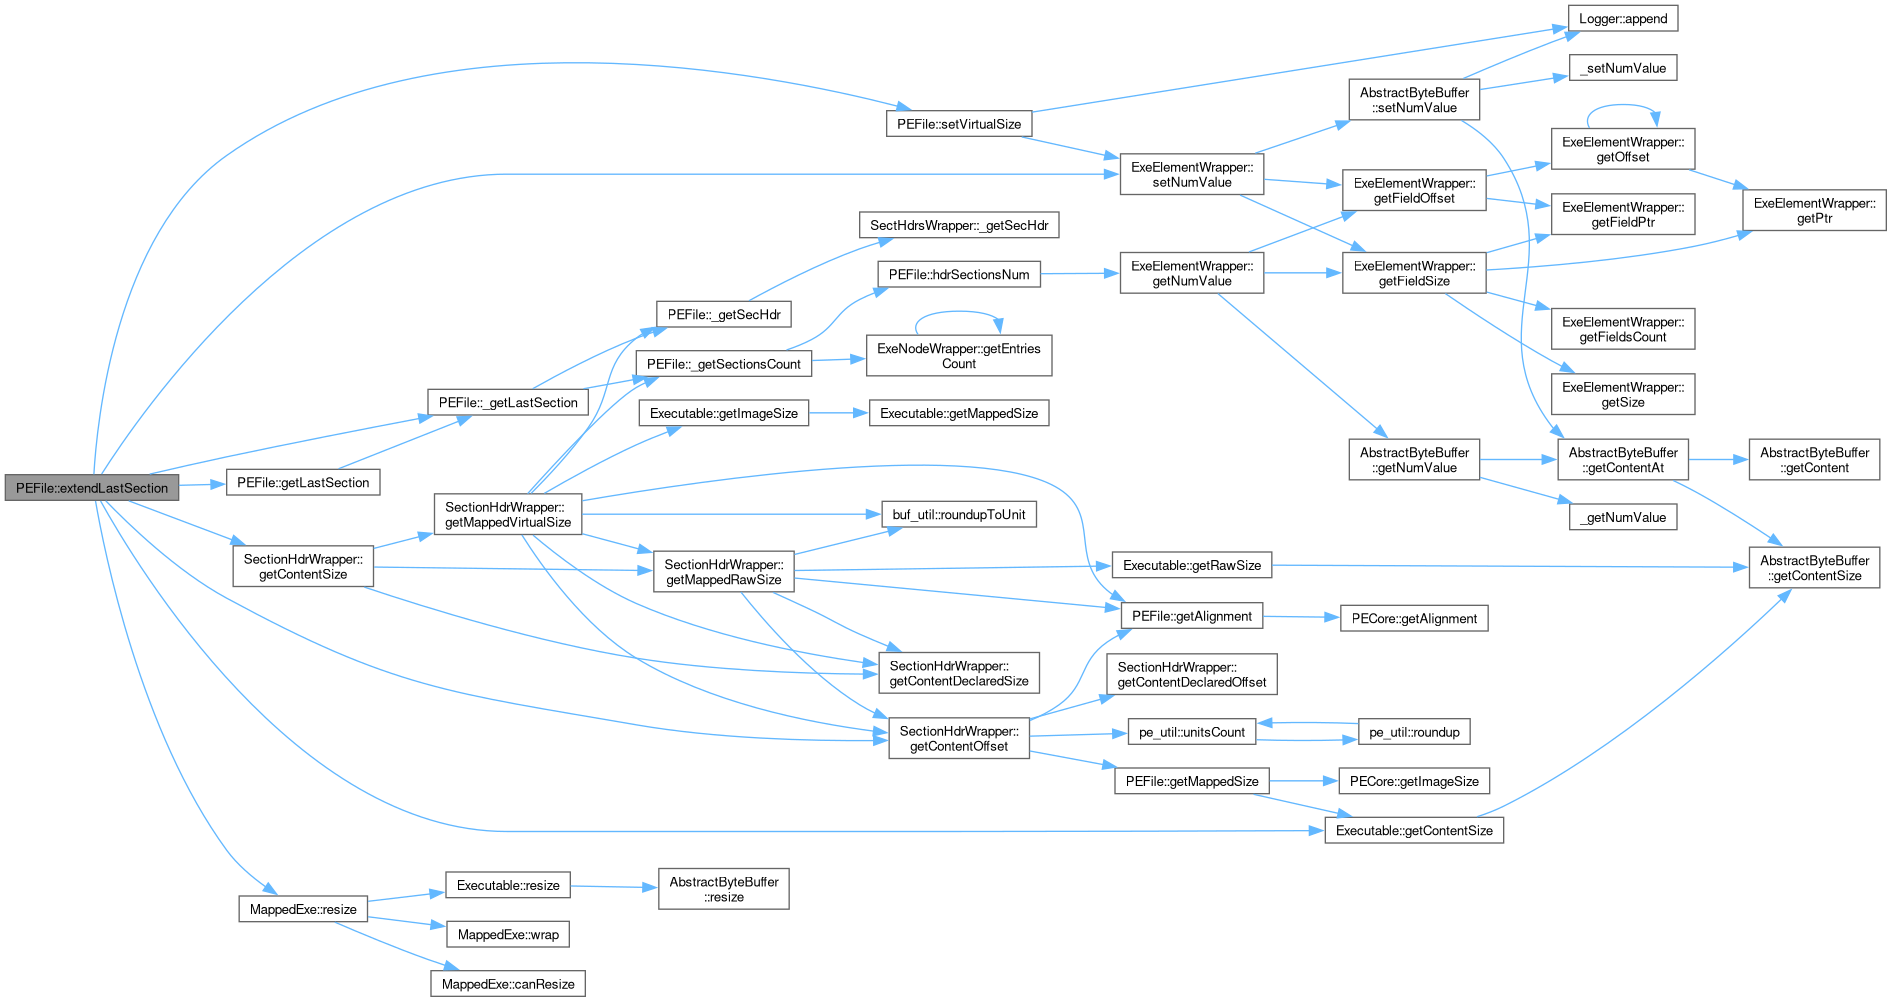 PEFile::extendLastSection
PEFile::setVirtualSize
Logger::append
_setNumValue
AbstractByteBuffer
::setNumValue
ExeElementWrapper::
setNumValue
ExeElementWrapper::
getOffset
ExeElementWrapper::
getFieldOffset
ExeElementWrapper::
getFieldPtr
ExeElementWrapper::
getPtr
SectHdrsWrapper::_getSecHdr
PEFile::hdrSectionsNum
ExeElementWrapper::
getNumValue
ExeElementWrapper::
getFieldSize
ExeElementWrapper::
getFieldsCount
PEFile::_getSecHdr
PEFile::_getSectionsCount
ExeNodeWrapper::getEntries
Count
ExeElementWrapper::
getSize
PEFile::_getLastSection
Executable::getImageSize
Executable::getMappedSize
AbstractByteBuffer
::getNumValue
AbstractByteBuffer
::getContentAt
AbstractByteBuffer
::getContent
PEFile::getLastSection
SectionHdrWrapper::
getMappedVirtualSize
buf_util::roundupToUnit
_getNumValue
SectionHdrWrapper::
getContentSize
SectionHdrWrapper::
getMappedRawSize
Executable::getRawSize
AbstractByteBuffer
::getContentSize
PEFile::getAlignment
PECore::getAlignment
SectionHdrWrapper::
getContentDeclaredSize
SectionHdrWrapper::
getContentDeclaredOffset
SectionHdrWrapper::
getContentOffset
pe_util::unitsCount
pe_util::roundup
PEFile::getMappedSize
PECore::getImageSize
Executable::getContentSize
MappedExe::resize
Executable::resize
AbstractByteBuffer
::resize
MappedExe::wrap
MappedExe::canResize